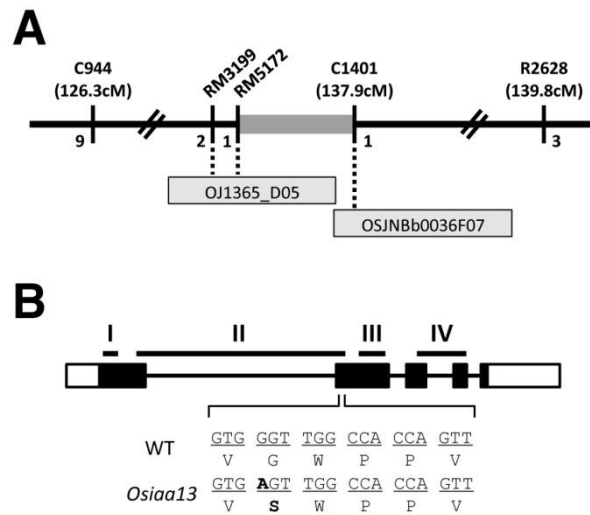 A
C944
(126.3cM)
RM3199
RM5172
C1401
(137.9cM)
R2628
(139.8cM)
9
2
1
1
3
OJ1365_D05
OSJNBb0036F07
B
I II III IV
WT
GTG GGT TGG CCA CCA GTT
V G W P P V
Osiaa13
GTG AGT TGG CCA CCA GTT
V S W P P V